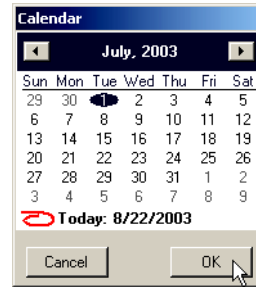 Calendar
July, 2003
Sun Mon Tue Wed Thu Fri Sat
29 30 1 2 3 4 5
6 7 8 9 10 11 12
13 14 15 16 17 18 19
20 21 22 23 24 25 26
27 28 29 30 31 1 2
3 4 5 6 7 8 9
Today: 8/22/2003
Cancel OK